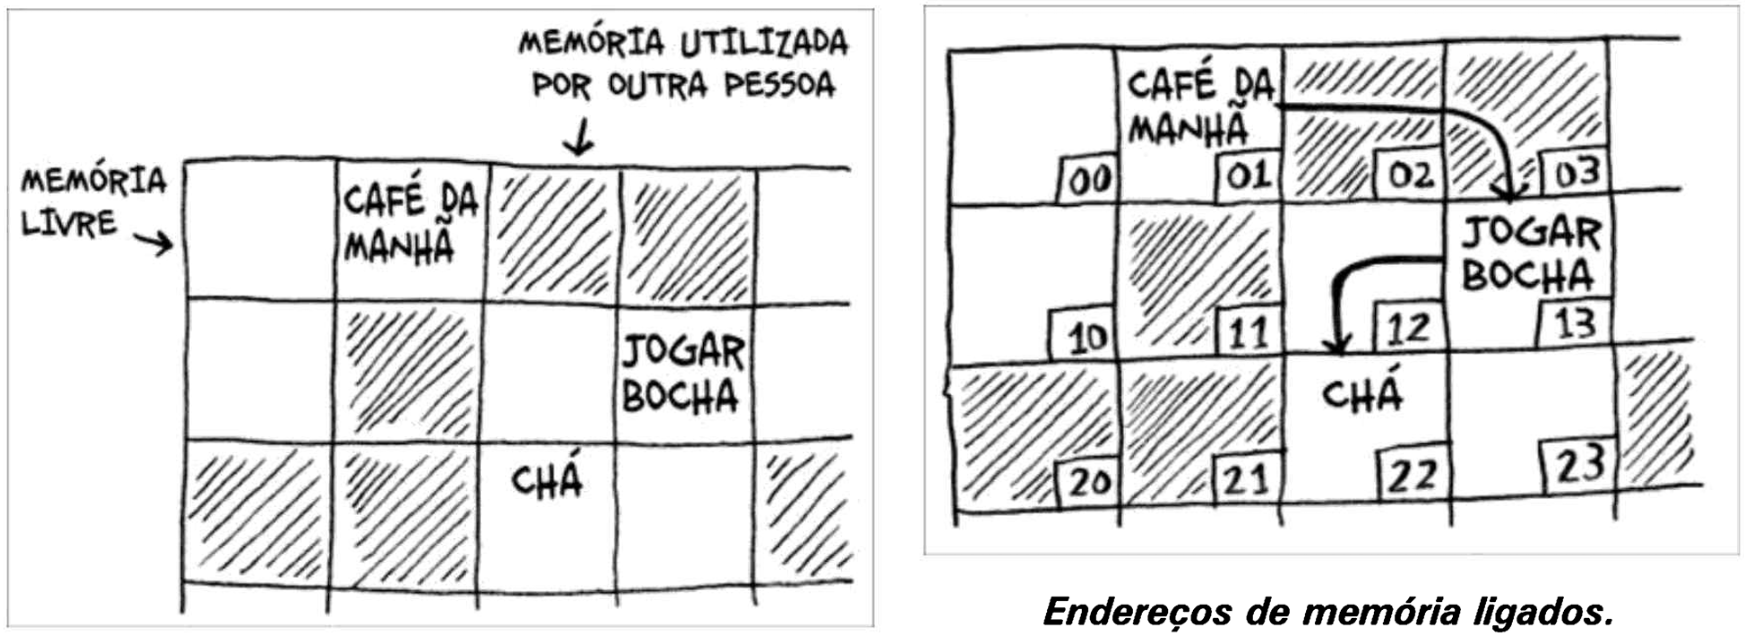 MEMÓRIA UTILIZADA
POR OUTRA PESSOA
MEMÓRIA
LIVRE
CAFÉ DA
MANHÃ
JOGAR
BOCHA
CHÁ
CAFÉ DA
MANHÃ
00
01
02
03
JOGAR
BOCHA
10
11
12
13
CHÁ
20
21
22
23
Endereços de memória ligados.